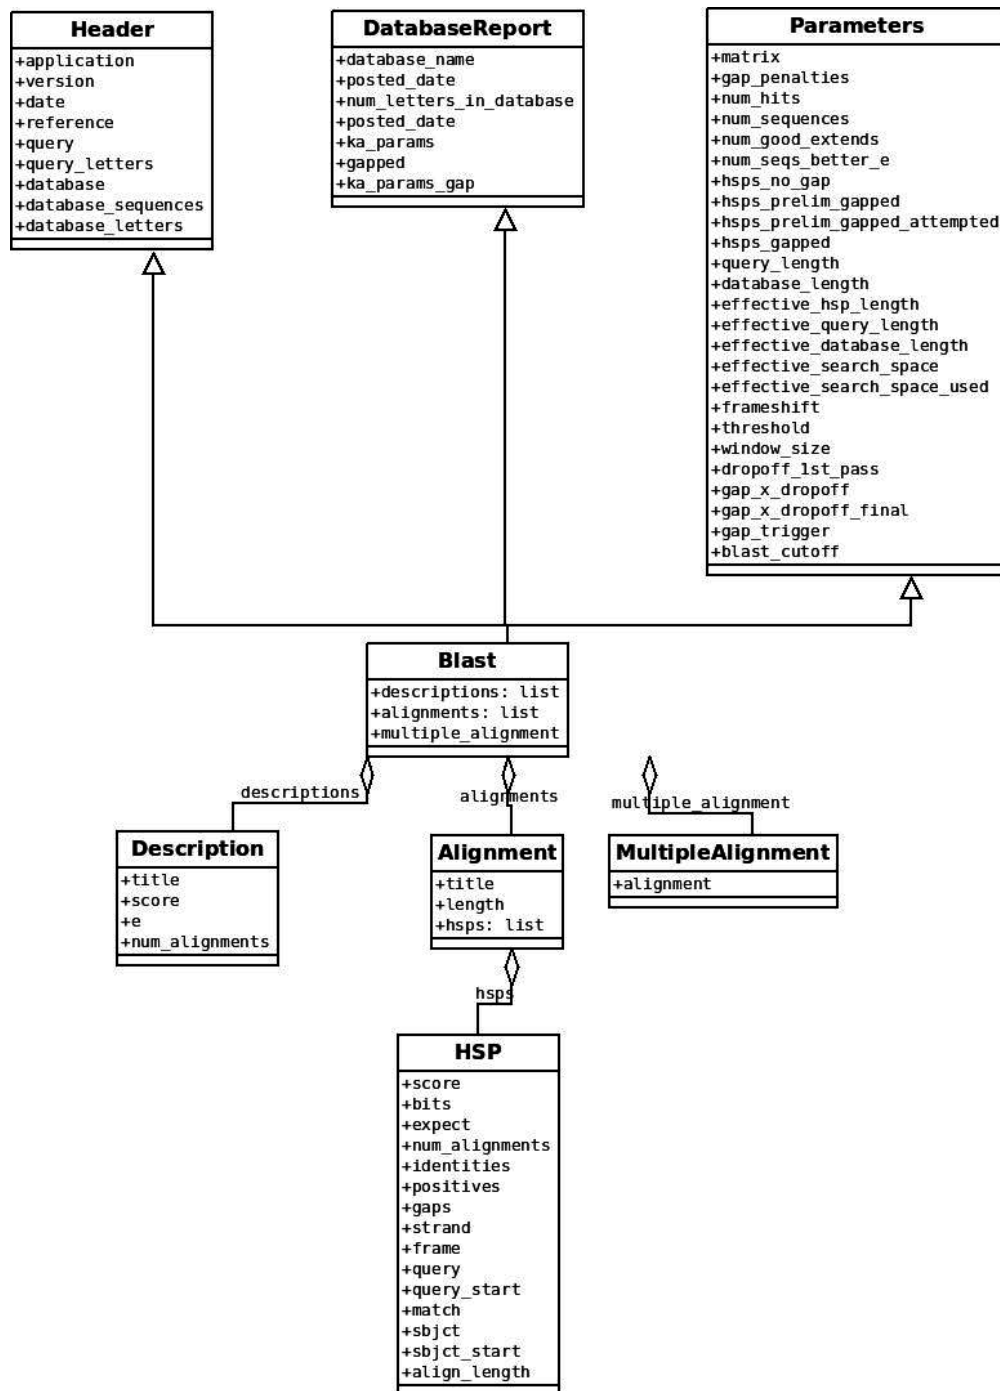 Header
+application
+version
+date
+reference
+query
+query_letters
+database
+database_sequences
+database_letters
DatabaseReport
+database_name
+posted_date
+num_letters_in_database
+posted_date
+ka_params
+gapped
+ka_params_gap
Parameters
+matrix
+gap_penalties
+num_hits
+num_sequences
+num_good_extends
+num_seqs_better_e
+hsps_no_gap
+hsps_prelim_gapped
+hsps_prelim_gapped_attempted
+hsps_gapped
+query_length
+database_length
+effective_hsp_length
+effective_query_length
+effective_database_length
+effective_search_space
+effective_search_space_used
+frameshift
+threshold
+window_size
+dropoff_1st_pass
+gap_x_dropoff
+gap_x_dropoff_final
+gap_trigger
+blast_cutoff
Blast
+descriptions: list
+alignments: list
+multiple_alignment
descriptions
alignments
multiple_alignment
Description
+title
+score
+e
+num_alignments
Alignment
+title
+length
+hsps: list
MultipleAlignment
+alignment
hsps
HSP
+score
+bits
+expect
+num_alignments
+identities
+positives
+gaps
+strand
+frame
+query
+query_start
+match
+sbjct
+sbjct_start
+align_length